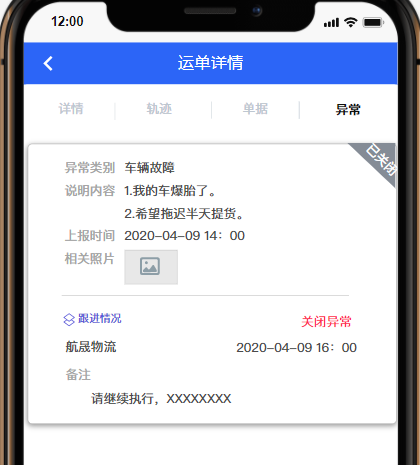 12:00
运单详情
详情 轨迹 单据 异常
已关闭
异常类别 车辆故障
说明内容 1.我的车爆胎了。
2.希望拖迟半天提货。
上报时间 2020-04-09 14：00
相关照片
跟进情况 关闭异常
航晟物流 2020-04-09 16：00
备注
请继续执行，XXXXXXXX